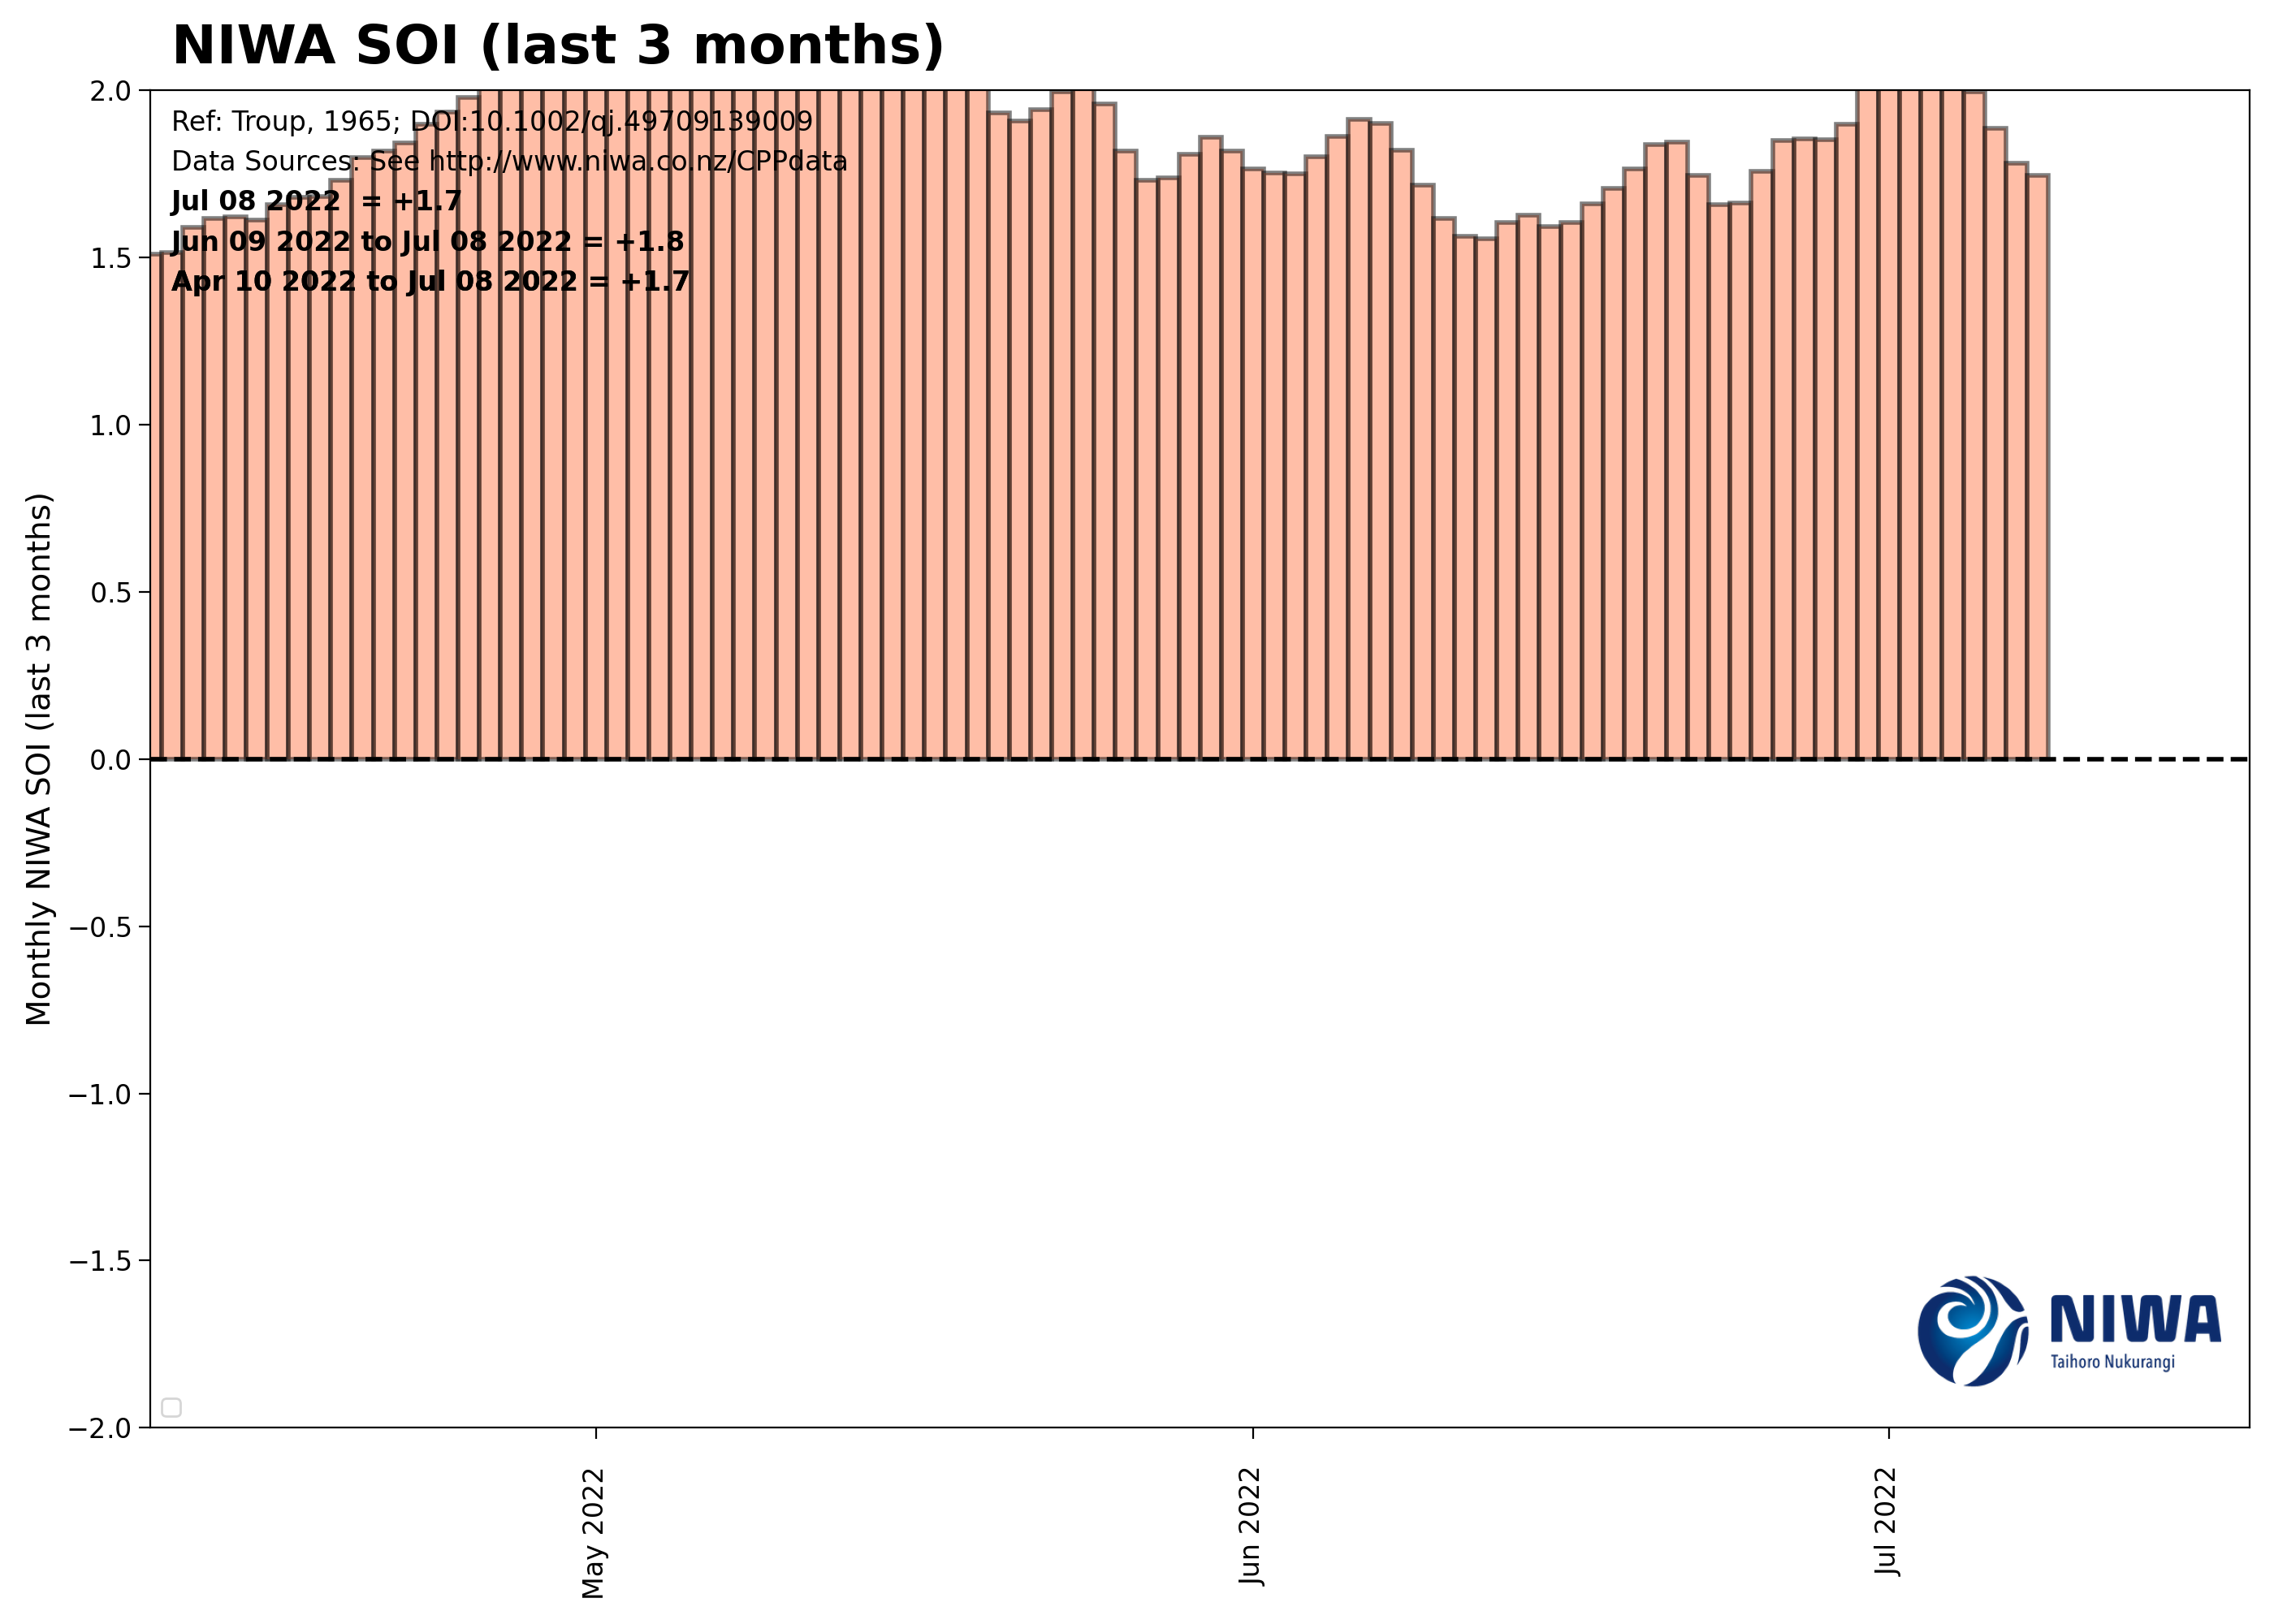 NIWA SOI (last 3 months)
Ref: Troup, 1965; DOI:10.1002/qj.49709139009
Data Sources: See http://www.niwa.co.nz/CPPdata
Jul 08 2022  = +1.7
Jun 09 2022 to Jul 08 2022 = +1.8
Apr 10 2022 to Jul 08 2022 = +1.7
Monthly NIWA SOI (last 3 months)
2.0
1.5
1.0
0.5
0.0
−0.5
−1.0
−1.5
−2.0
May 2022
Jun 2022
Jul 2022
NIWA
Taihoro Nukurangi